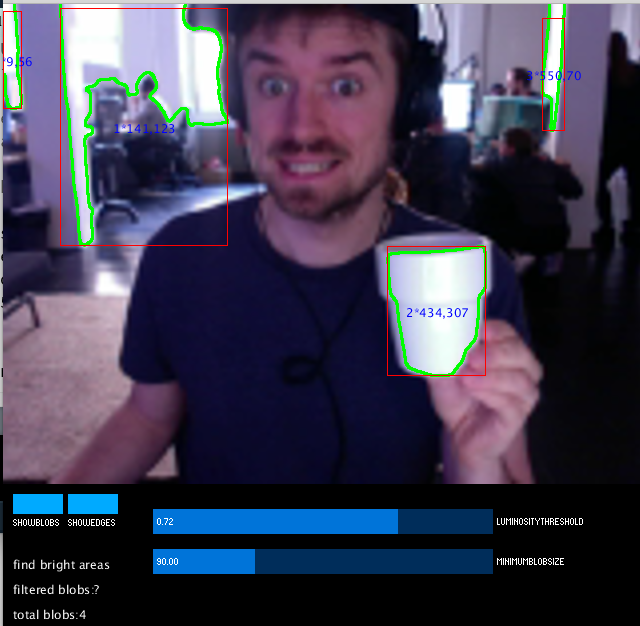 *9,56
1*141,123
3*550,70
2*434,307
SHOWBLOBS SHOWEDGES
0.72 LUMINOSITYTHRESHOLD
90.00 MINIMUMBLOBSIZE
find bright areas
filtered blobs:?
total blobs:4